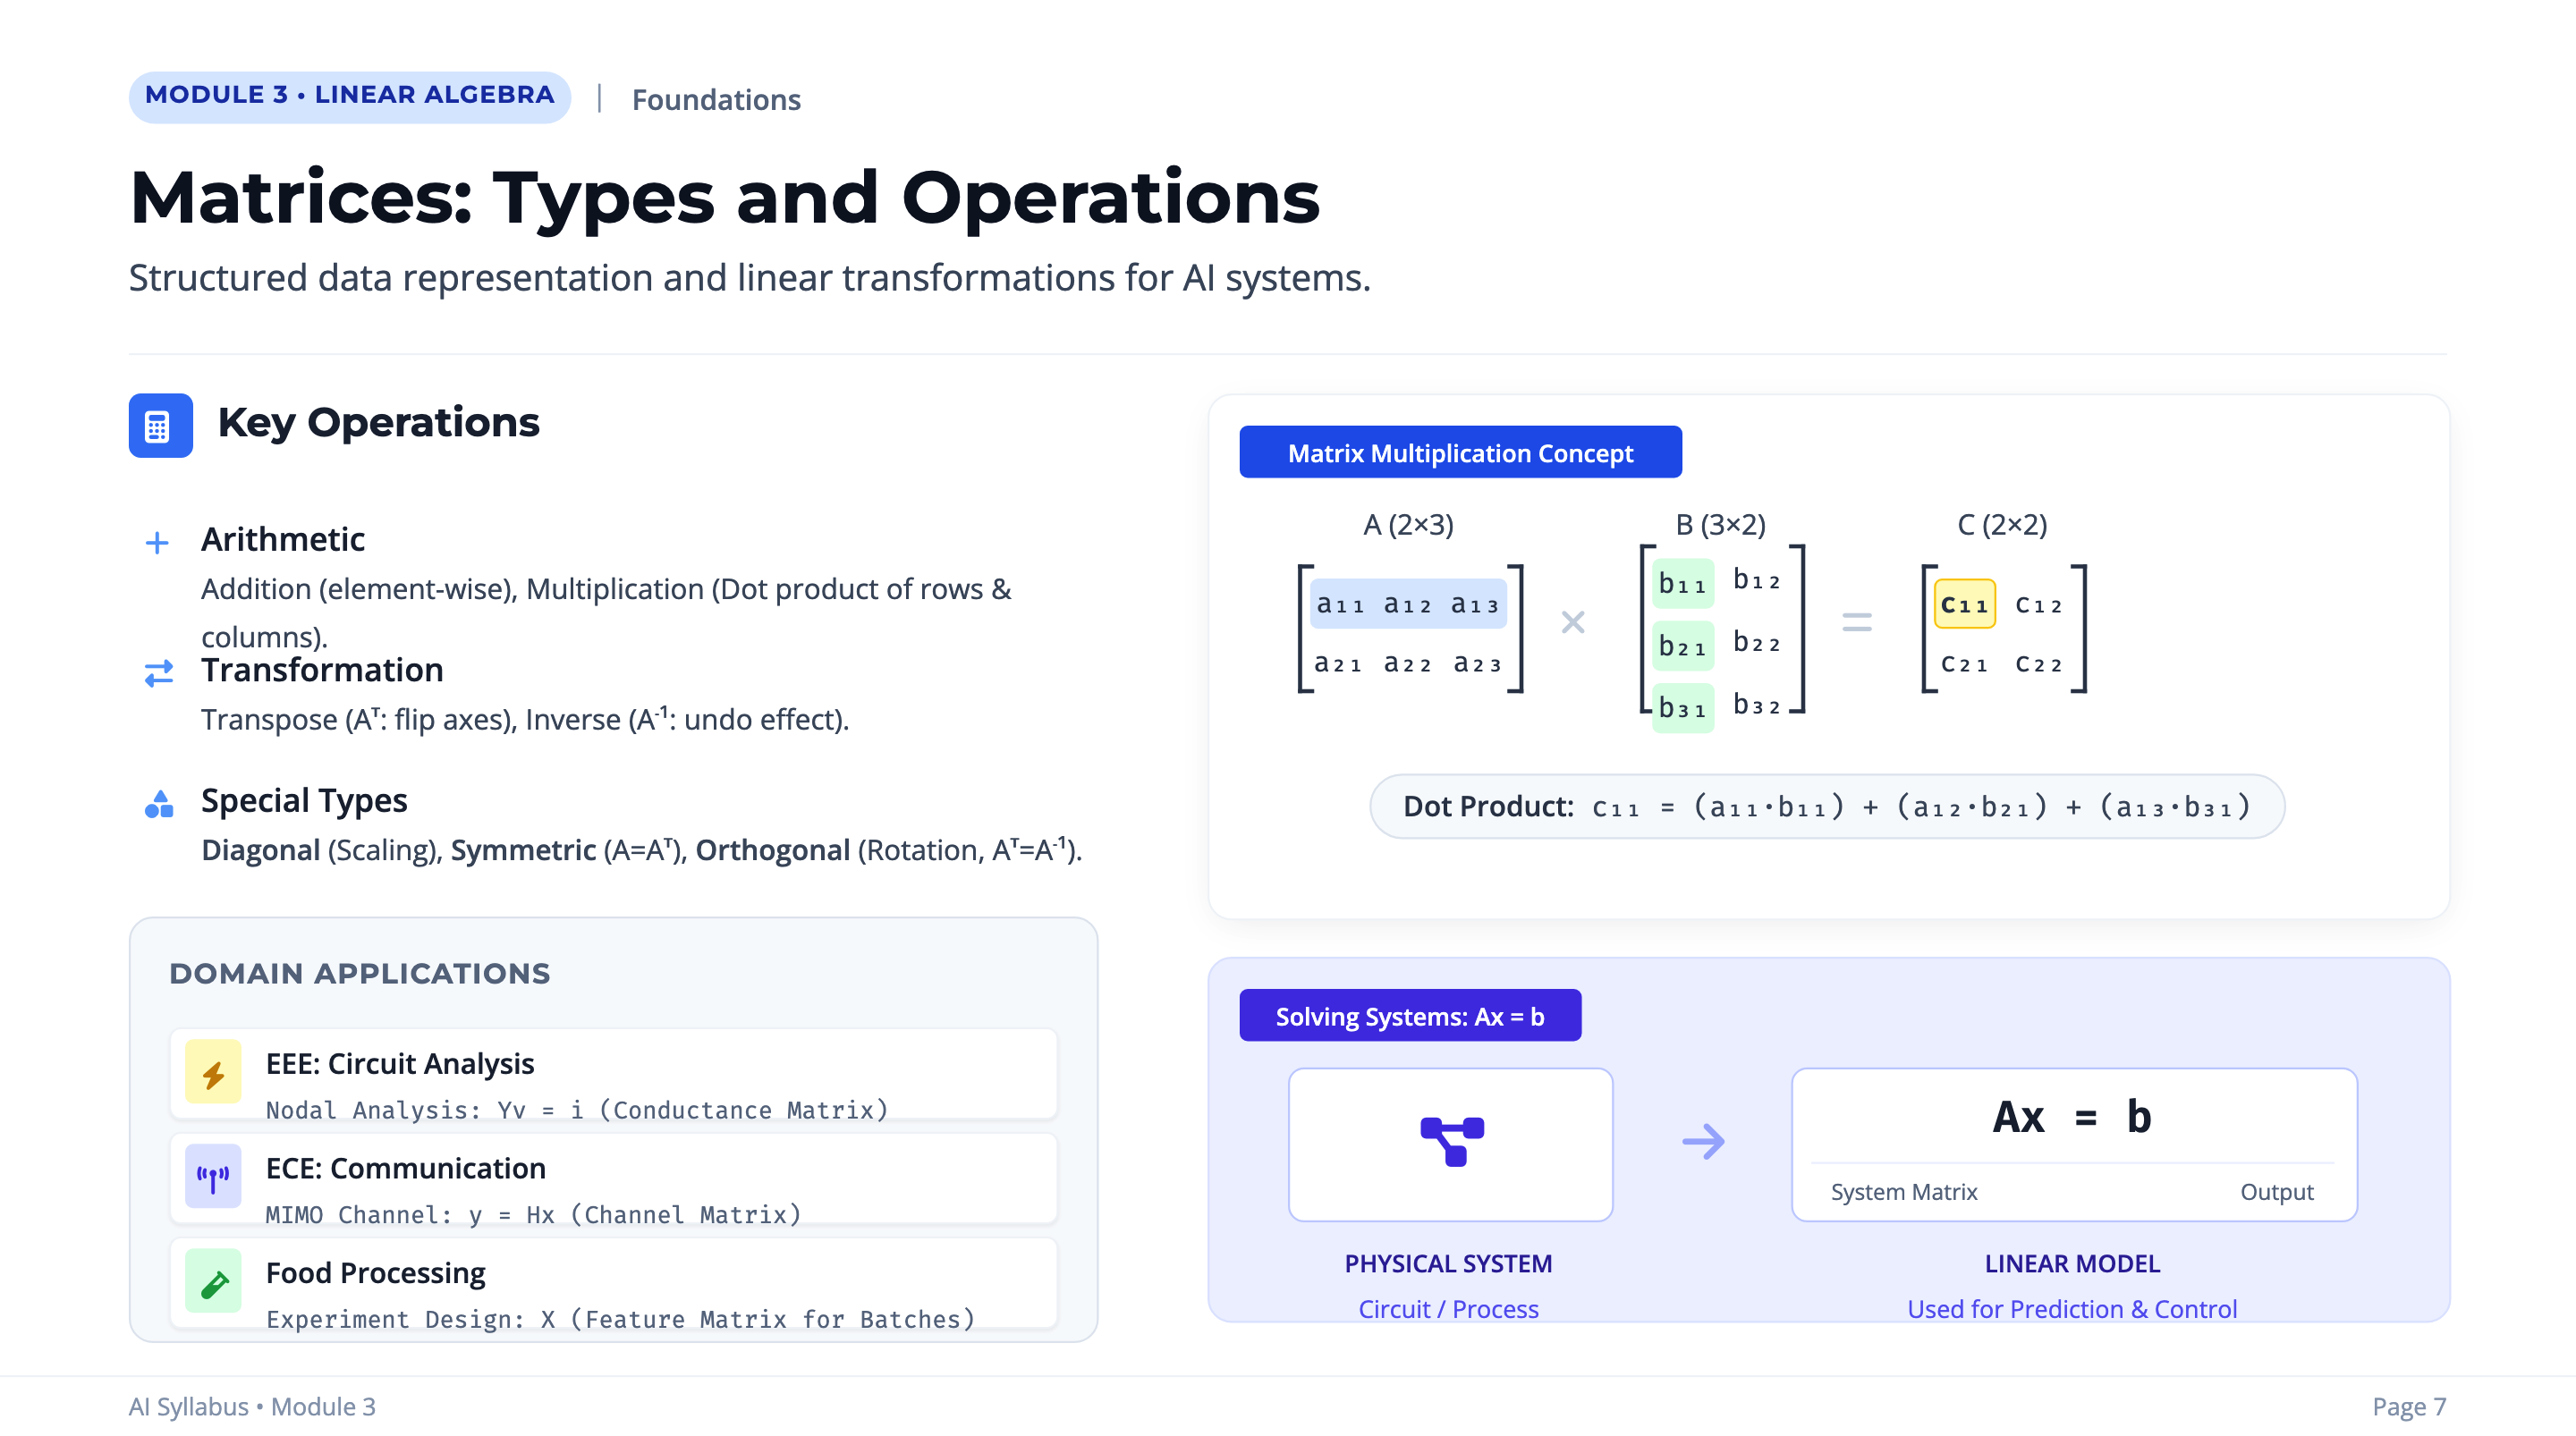 MODULE 3 • LINEAR ALGEBRA | Foundations
Matrices: Types and Operations
Structured data representation and linear transformations for AI systems.
Key Operations
Arithmetic
Addition (element-wise), Multiplication (Dot product of rows &
columns).
Transformation
Transpose (Aᵀ: flip axes), Inverse (A⁻¹: undo effect).
Special Types
Diagonal (Scaling), Symmetric (A=Aᵀ), Orthogonal (Rotation, Aᵀ=A⁻¹).
DOMAIN APPLICATIONS
EEE: Circuit Analysis
Nodal Analysis: Yv = i (Conductance Matrix)
ECE: Communication
MIMO Channel: y = Hx (Channel Matrix)
Food Processing
Experiment Design: X (Feature Matrix for Batches)
Matrix Multiplication Concept
A (2×3)
a₁₁ a₁₂ a₁₃
a₂₁ a₂₂ a₂₃
×
B (3×2)
b₁₁ b₁₂
b₂₁ b₂₂
b₃₁ b₃₂
=
C (2×2)
c₁₁ c₁₂
c₂₁ c₂₂
Dot Product: c₁₁ = (a₁₁·b₁₁) + (a₁₂·b₂₁) + (a₁₃·b₃₁)
Solving Systems: Ax = b
PHYSICAL SYSTEM
Circuit / Process
Ax = b
System Matrix Output
LINEAR MODEL
Used for Prediction & Control
AI Syllabus • Module 3
Page 7